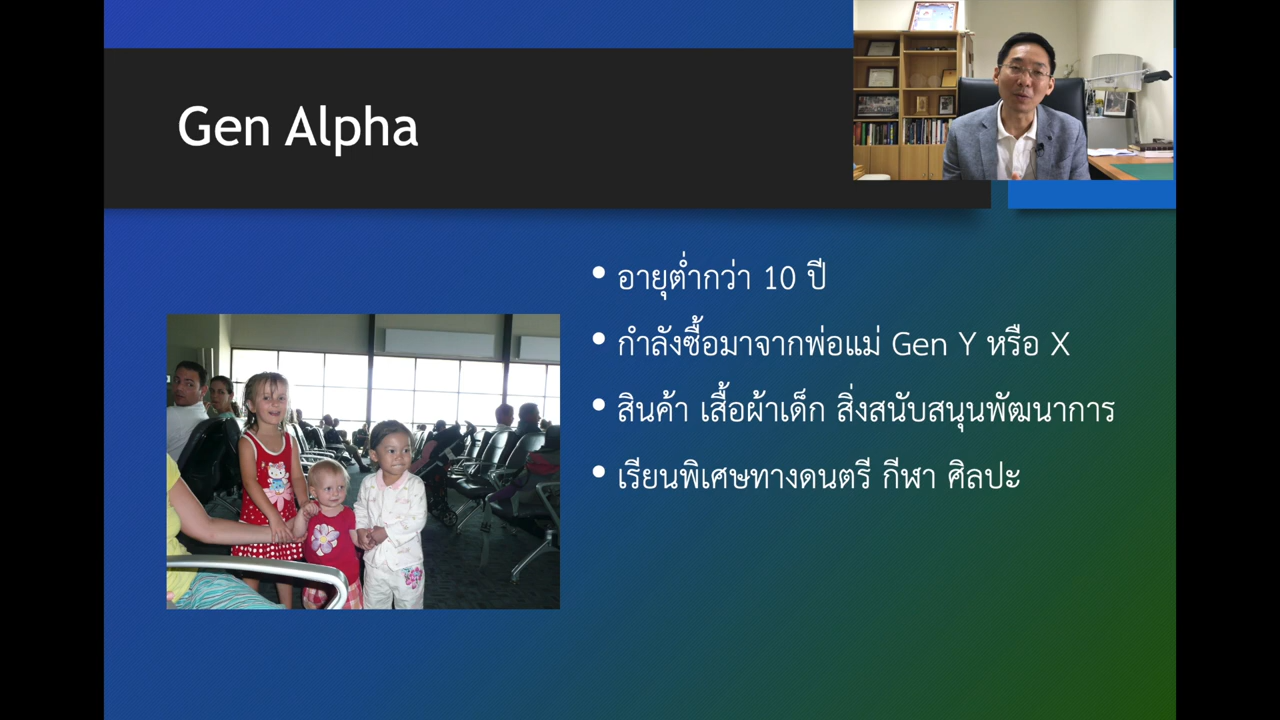 Gen Alpha
อายุต่ำกว่า 10 ปี
กำลังซื้อมาจากพ่อแม่ Gen Y หรือ X
สินค้า เสื้อผ้าเด็ก สิ่งสนับสนุนพัฒนาการ
เรียนพิเศษทางดนตรี กีฬา ศิลปะ